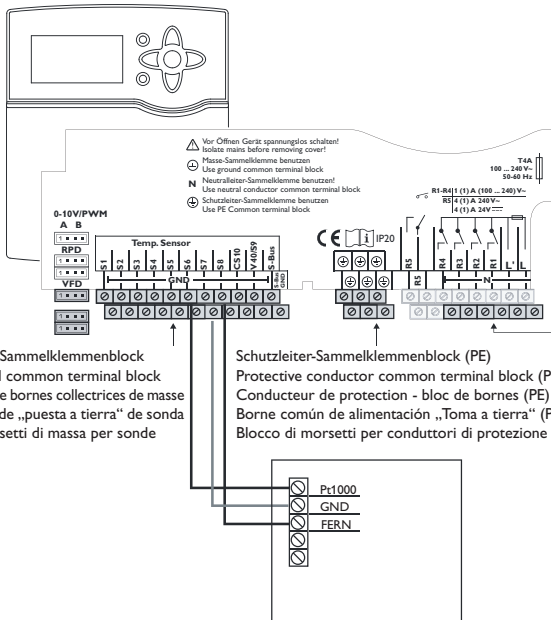 Vor Öffnen Gerät spannungslos schalten!
Isolate mains before removing cover!
Masse-Sammelklemme benutzen
Use ground common terminal block
N Neutralleiter-Sammelklemme benutzen!
Use neutral conductor common terminal block
Schutzleiter-Sammelklemme benutzen
Use PE Common terminal block
T4A
100 ... 240 V~
50-60 Hz
R1-R4 1 (1) A (100 ... 240) V~
R5 4 (1) A 240V~
4 (1) A 24V
0-10V/PWM
A B
RPD
VFD
Temp. Sensor
S1
S2
S3
S4
S5
S6
S7
S8
CS10
V40/S9
S-Bus
GND
S-Bus
GND
CE i IP20
R5
R5
R4
R3
R2
R1
L'
L
N
Sammelklemmenblock
common terminal block
e bornes collectrices de masse
de „puesta a tierra“ de sonda
setti di massa per sonde
Schutzleiter-Sammelklemmenblock (PE)
Protective conductor common terminal block (P
Conducteur de protection - bloc de bornes (PE)
Borne común de alimentación „Toma a tierra“ (P
Blocco di morsetti per conduttori di protezione
Pt1000
GND
FERN